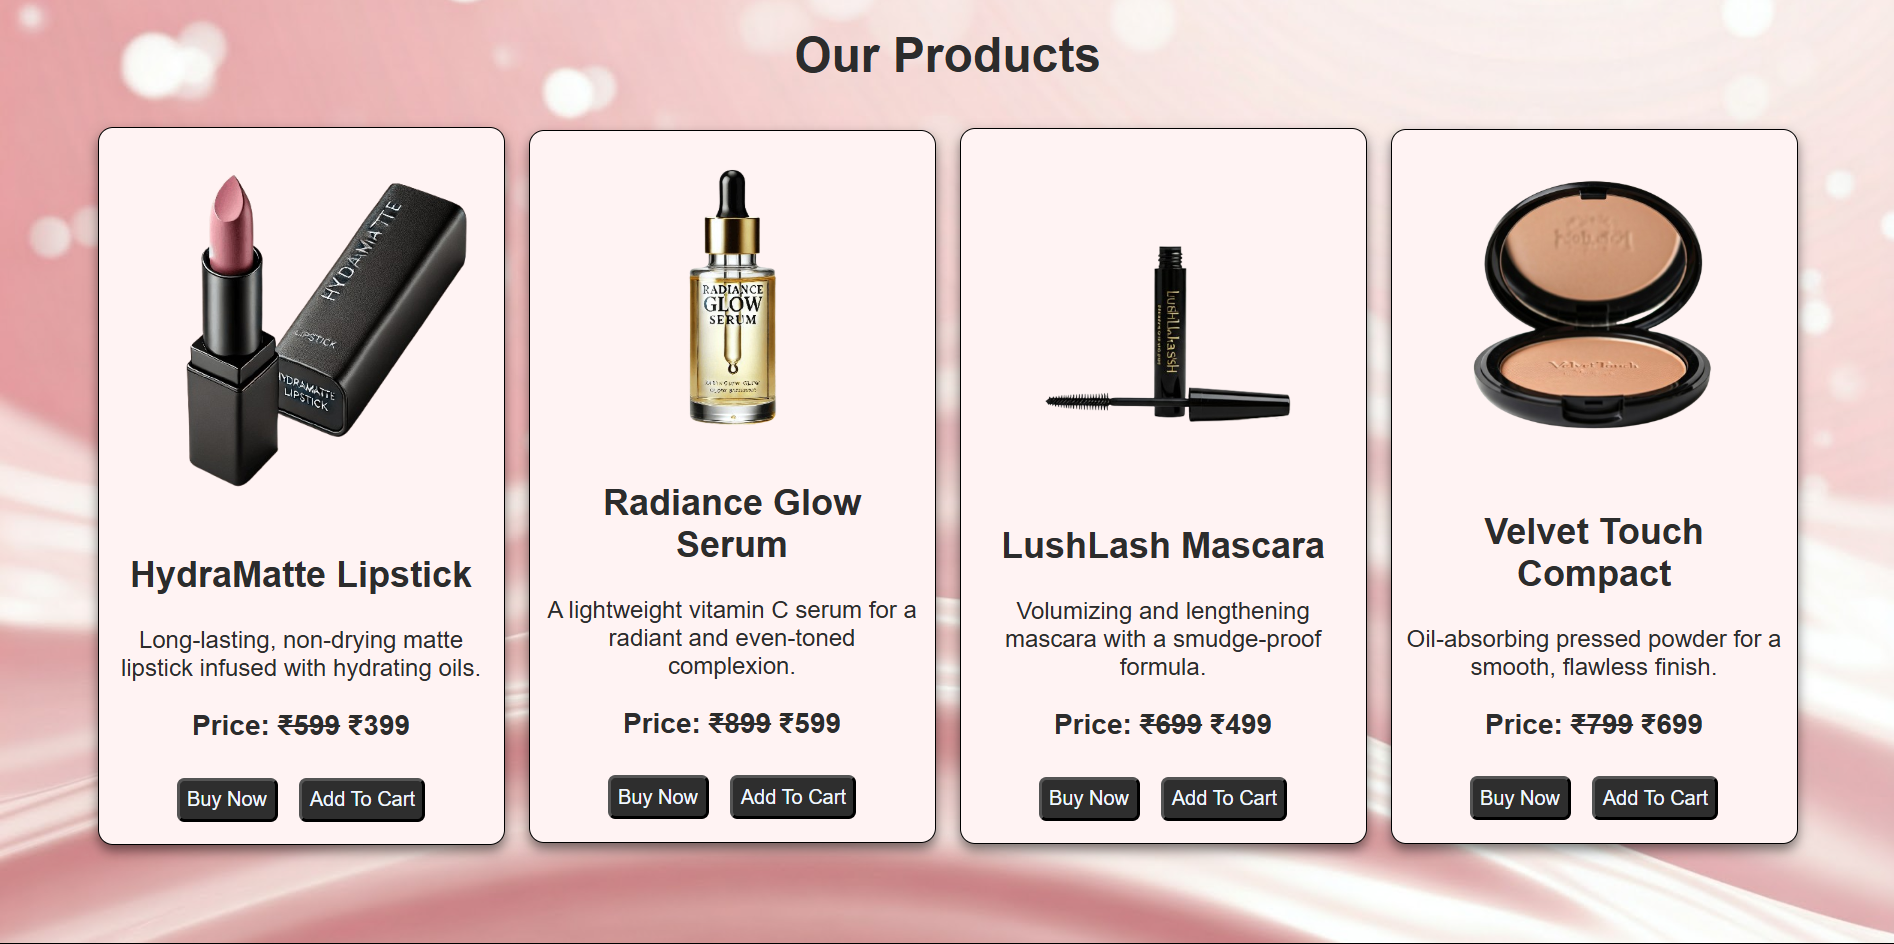 Our Products
HYDAMATTE
LIPSTICK
HYDRAMATTE
LIPSTICK
HydraMatte Lipstick
Long-lasting, non-drying matte
lipstick infused with hydrating oils.
Price: ₹599 ₹399
Buy Now Add To Cart
RADIANCE
GLOW
SERUM
Radiance Glow
Serum
A lightweight vitamin C serum for a
radiant and even-toned
complexion.
Price: ₹899 ₹599
Buy Now Add To Cart
LushLash Mascara
Volumizing and lengthening
mascara with a smudge-proof
formula.
Price: ₹699 ₹499
Buy Now Add To Cart
Velvet Touch
Velvet Touch
Compact
Oil-absorbing pressed powder for a
smooth, flawless finish.
Price: ₹799 ₹699
Buy Now Add To Cart